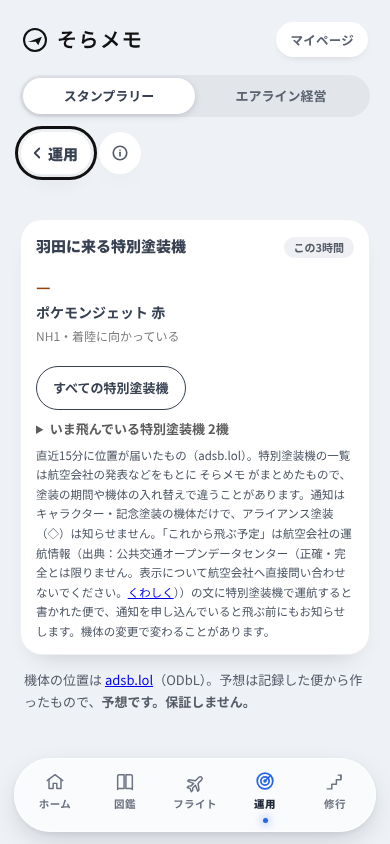 そらメモ
マイページ
スタンプラリー
エアライン経営
運用
羽田に来る特別塗装機
この3時間
—
ポケモンジェット 赤
NH1・着陸に向かっている
すべての特別塗装機
▶ いま飛んでいる特別塗装機 2機
直近15分に位置が届いたもの（adsb.lol）。特別塗装機の一覧
は航空会社の発表などをもとに そらメモ がまとめたもので、
塗装の期間や機体の入れ替えで違うことがあります。通知は
キャラクター・記念塗装の機体だけで、アライアンス塗装
（◇）は知らせません。「これから飛ぶ予定」は航空会社の運
航情報（出典：公共交通オープンデータセンター（正確・完
全とは限りません。表示について航空会社へ直接問い合わせ
ないでください。くわしく））の文に特別塗装機で運航すると
書かれた便で、通知を申し込んでいると飛ぶ前にもお知らせ
します。機体の変更で変わることがあります。
機体の位置は adsb.lol（ODbL）。予想は記録した便から作
ったもので、予想です。保証しません。
ホーム
図鑑
フライト
運用
修行